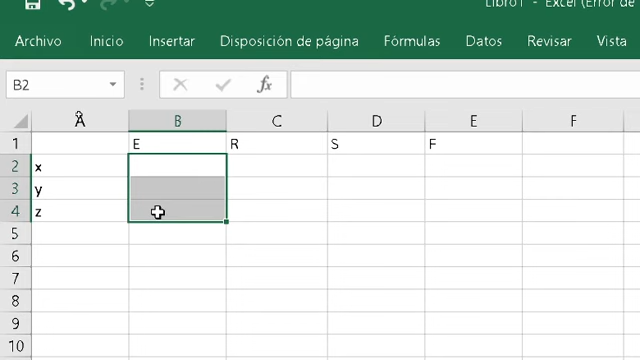 Libro1 - Excel (Error de
Archivo Inicio Insertar Disposición de página Fórmulas Datos Revisar Vista
B2 fx
A B C D E F
1 E R S F
2 x
3 y
4 z
5
6
7
8
9
10